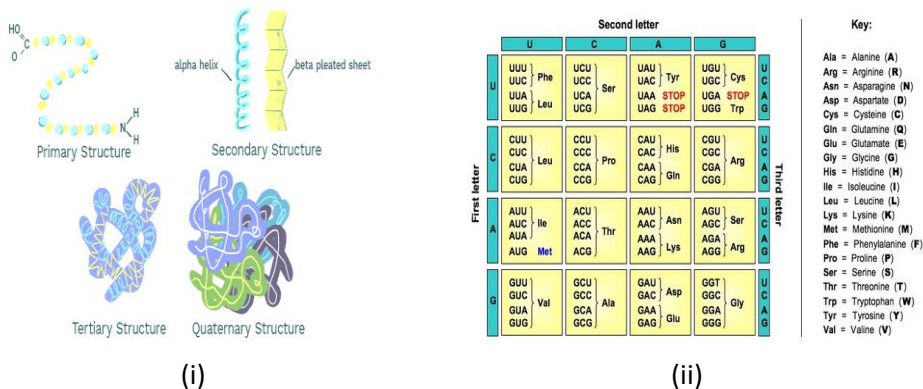 HO
C
O
N
H
H
Primary Structure
alpha helix
beta pleated sheet
Secondary Structure
Tertiary Structure
Quaternary Structure
(i)
Second letter
U C A G
First letter
Third letter
U
UUU
UUC
Phe
UUA
UUG
Leu
UCU
UCC
UCA
UCG
Ser
UAU
UAC
Tyr
UAA STOP
UAG STOP
UGU
UGC
Cys
UGA STOP
UGG Trp
U
C
A
G
C
CUU
CUC
CUA
CUG
Leu
CCU
CCC
CCA
CCG
Pro
CAU
CAC
His
CAA
CAG
Gln
CGU
CGC
CGA
CGG
Arg
U
C
A
G
A
AUU
AUC
AUA
Ile
AUG Met
ACU
ACC
ACA
ACG
Thr
AAU
AAC
Asn
AAA
AAG
Lys
AGU
AGC
Ser
AGA
AGG
Arg
U
C
A
G
G
GUU
GUC
GUA
GUG
Val
GCU
GCC
GCA
GCG
Ala
GAU
GAC
Asp
GAA
GAG
Glu
GGT
GGC
GGA
GGG
Gly
U
C
A
G
Key:
Ala = Alanine (A)
Arg = Arginine (R)
Asn = Asparagine (N)
Asp = Aspartate (D)
Cys = Cysteine (C)
Gln = Glutamine (Q)
Glu = Glutamate (E)
Gly = Glycine (G)
His = Histidine (H)
Ile = Isoleucine (I)
Leu = Leucine (L)
Lys = Lysine (K)
Met = Methionine (M)
Phe = Phenylalanine (F)
Pro = Proline (P)
Ser = Serine (S)
Thr = Threonine (T)
Trp = Tryptophan (W)
Tyr = Tyrosine (Y)
Val = Valine (V)
(ii)